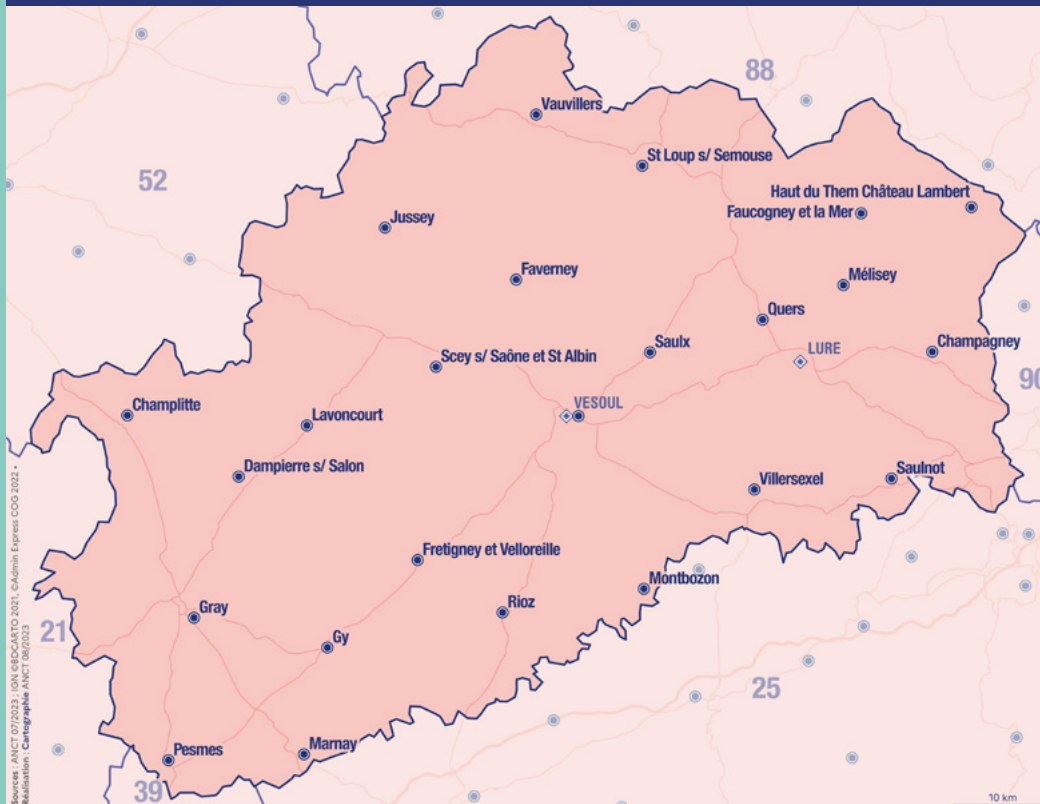 88
Vauvillers
St Loup s/ Semouse
52
Haut du Them Château Lambert
Faucogney et la Mer
Jussey
Faverney
Mélisey
Quers
Saulx
LURE
Champagney
Scey s/ Saône et St Albin
90
Champlitte
Lavoncourt
VESOUL
Dampierre s/ Salon
Villersexel
Saulnot
Fretigney et Velloreille
Montbozon
Gray
Rioz
21
Gy
25
Pesmes
Marnay
39
10 km
Sources : ANCT 07/2023 ; IGN ©BDCARTO 2021, ©Admin Express COG 2022 •
Réalisation : Cartographie ANCT 08/2023